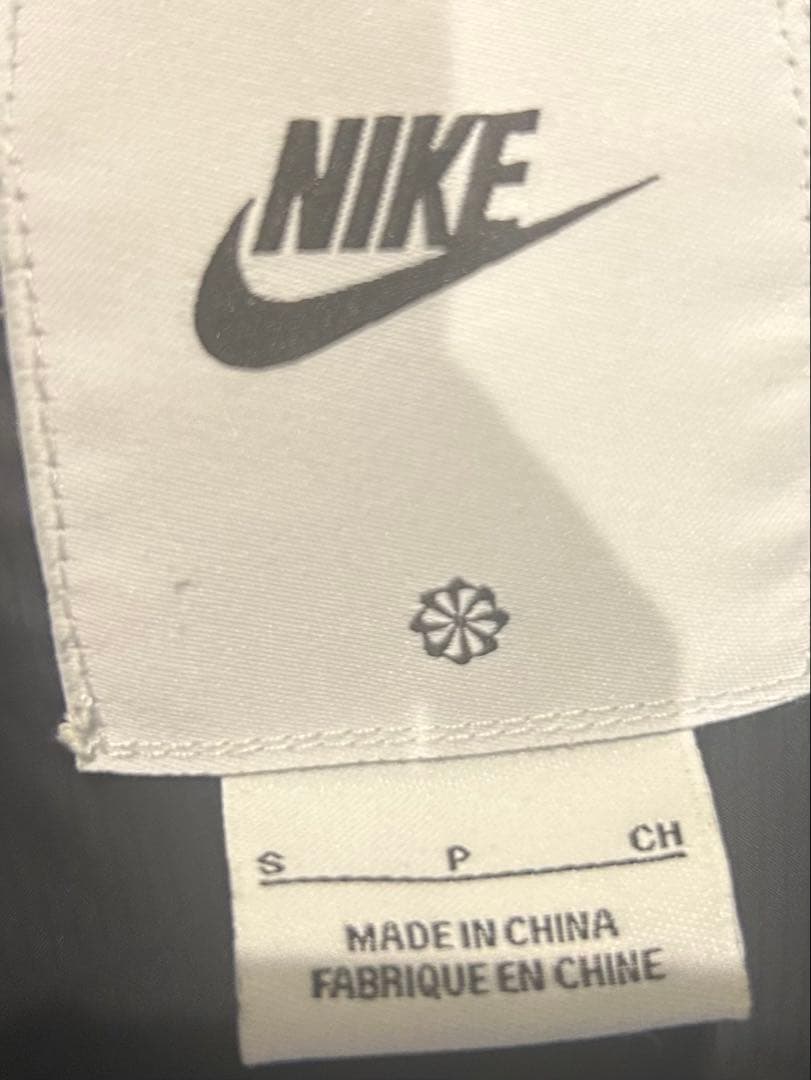 NIKE
S P CH
MADE IN CHINA
FABRIQUE EN CHINE